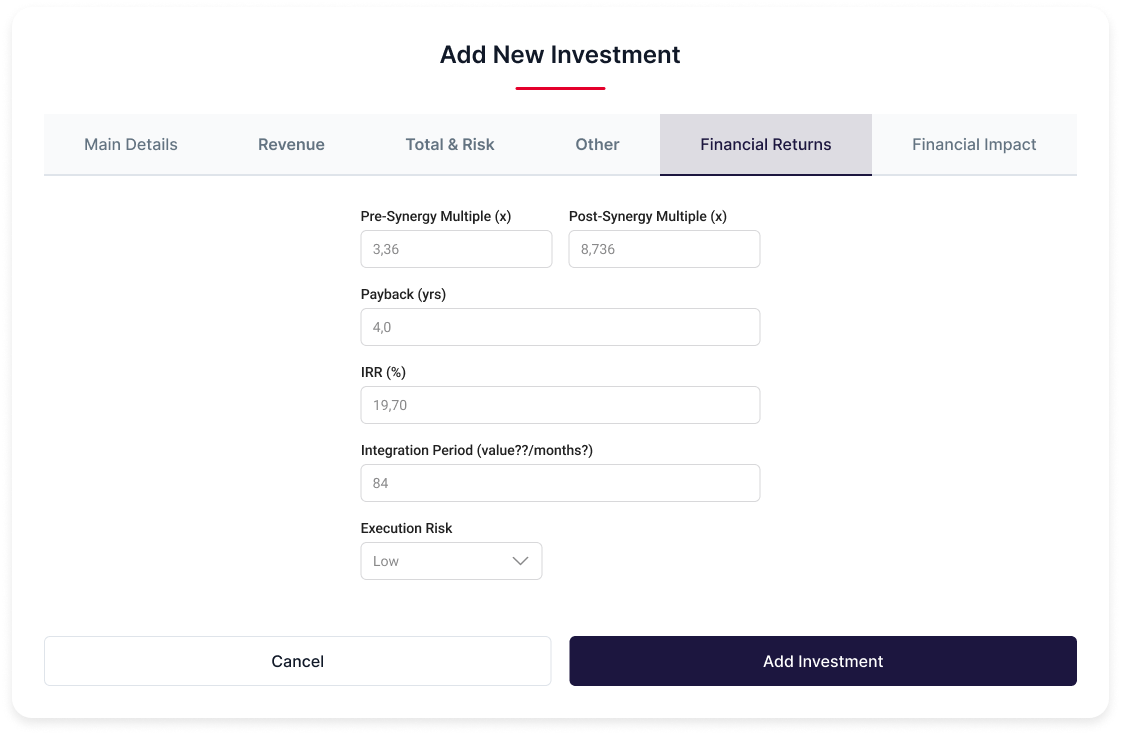 Add New Investment
Main Details Revenue Total & Risk Other Financial Returns Financial Impact
Pre-Synergy Multiple (x) Post-Synergy Multiple (x)
3,36 8,736
Payback (yrs)
4,0
IRR (%)
19,70
Integration Period (value??/months?)
84
Execution Risk
Low
Cancel Add Investment